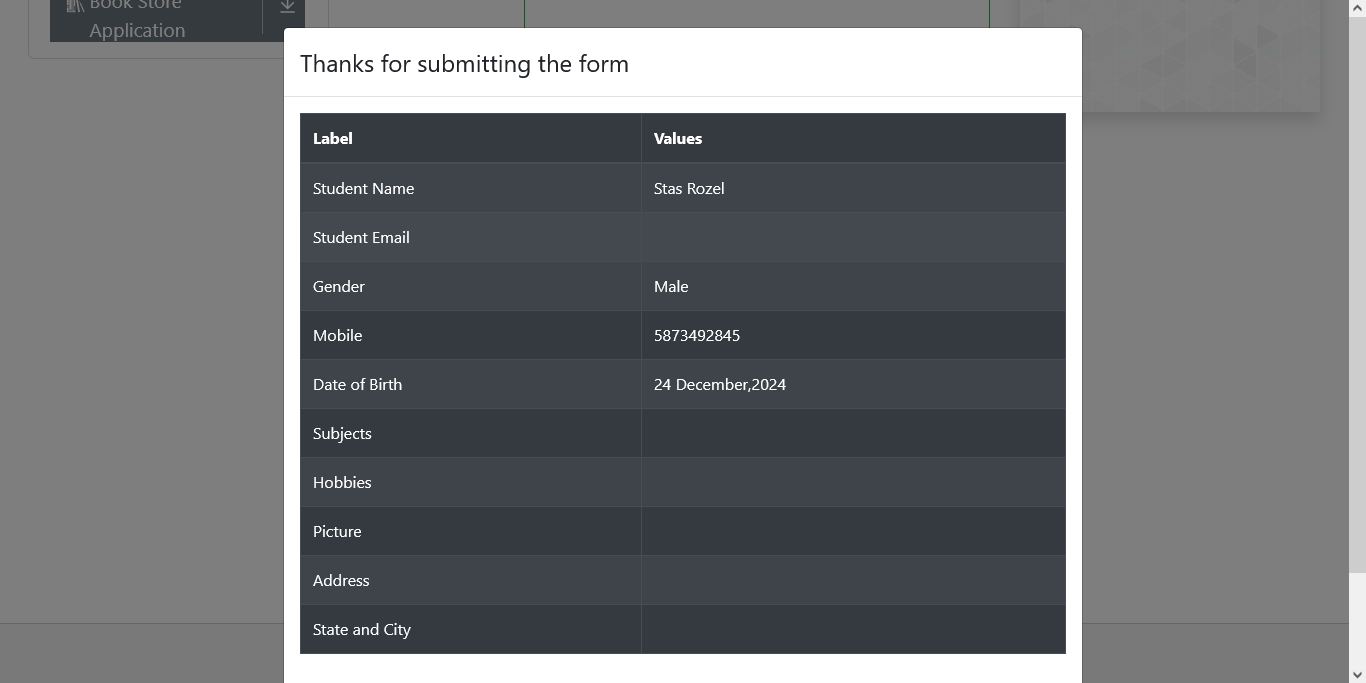 Book Store
Application
Thanks for submitting the form
Label Values
Student Name Stas Rozel
Student Email
Gender Male
Mobile 5873492845
Date of Birth 24 December,2024
Subjects
Hobbies
Picture
Address
State and City